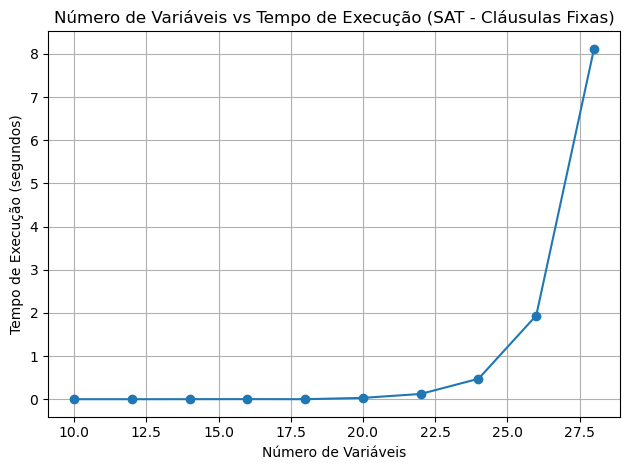 Número de Variáveis vs Tempo de Execução (SAT - Cláusulas Fixas)
Tempo de Execução (segundos)
8
7
6
5
4
3
2
1
0
10.0 12.5 15.0 17.5 20.0 22.5 25.0 27.5
Número de Variáveis